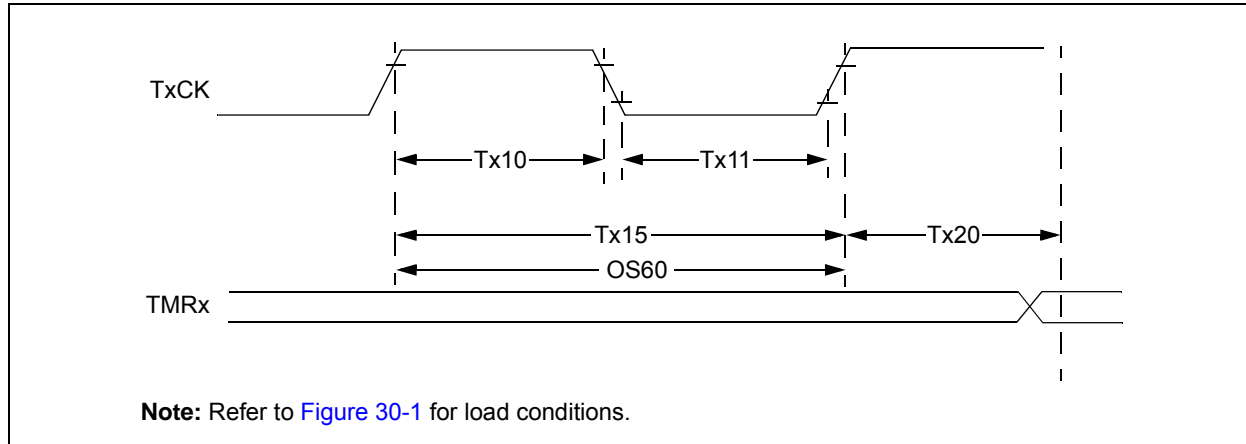 TxCK
Tx10 Tx11
Tx15 Tx20
OS60
TMRx
Note: Refer to Figure 30-1 for load conditions.